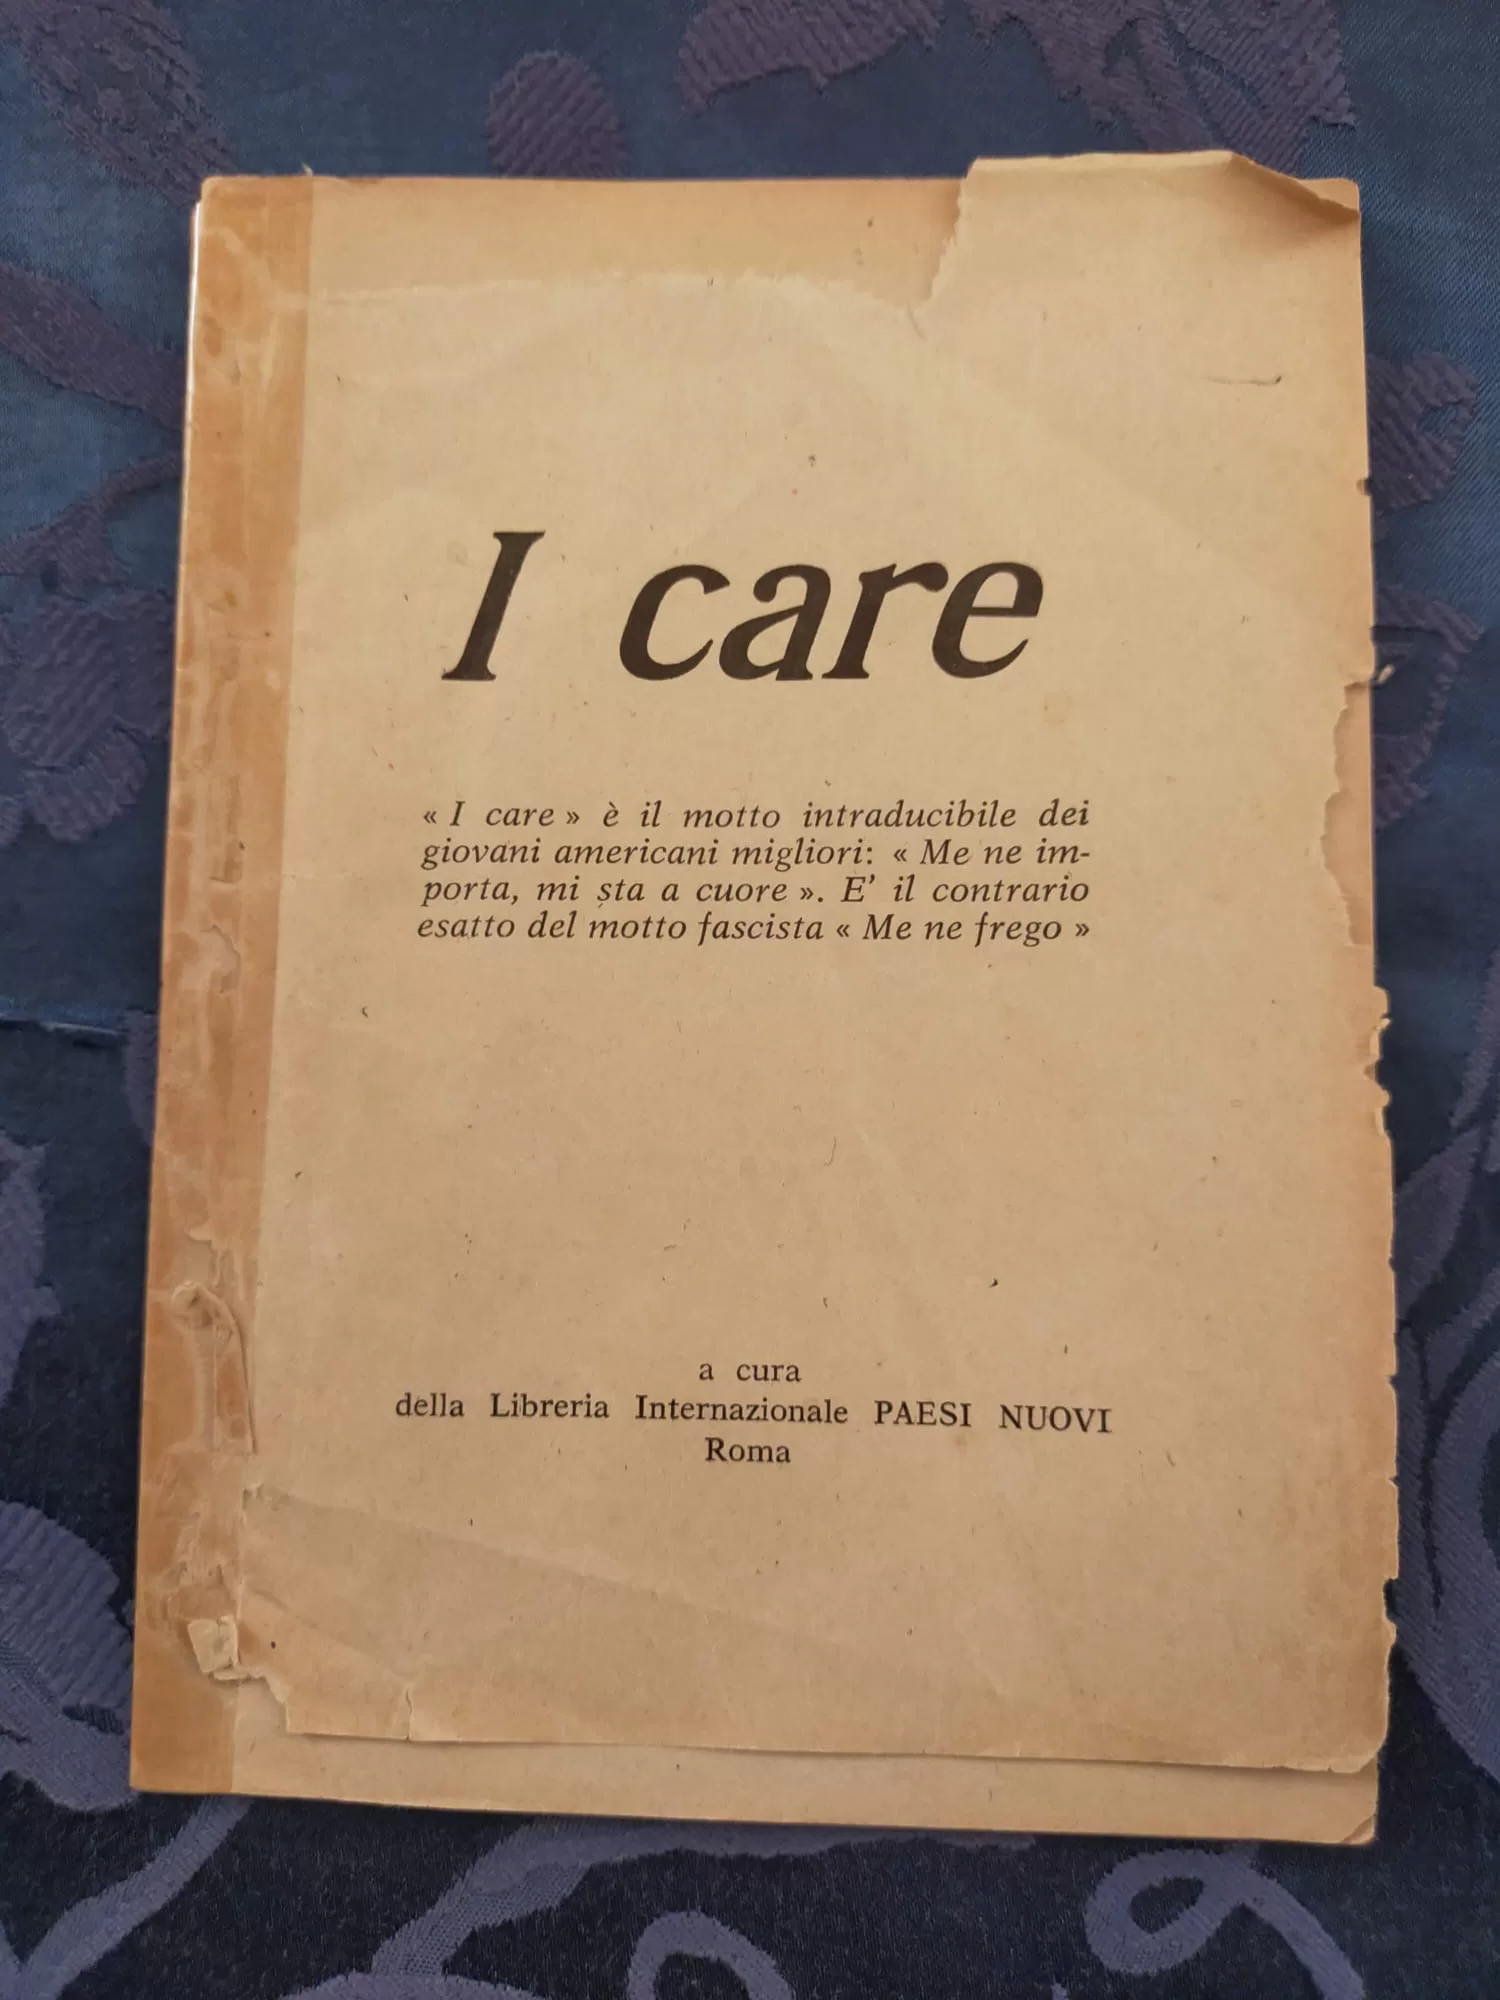 I care
« I care » è il motto intraducibile dei
giovani americani migliori: « Me ne im-
porta, mi sta a cuore ». E' il contrario
esatto del motto fascista « Me ne frego »
a cura
della Libreria Internazionale PAESI NUOVI
Roma